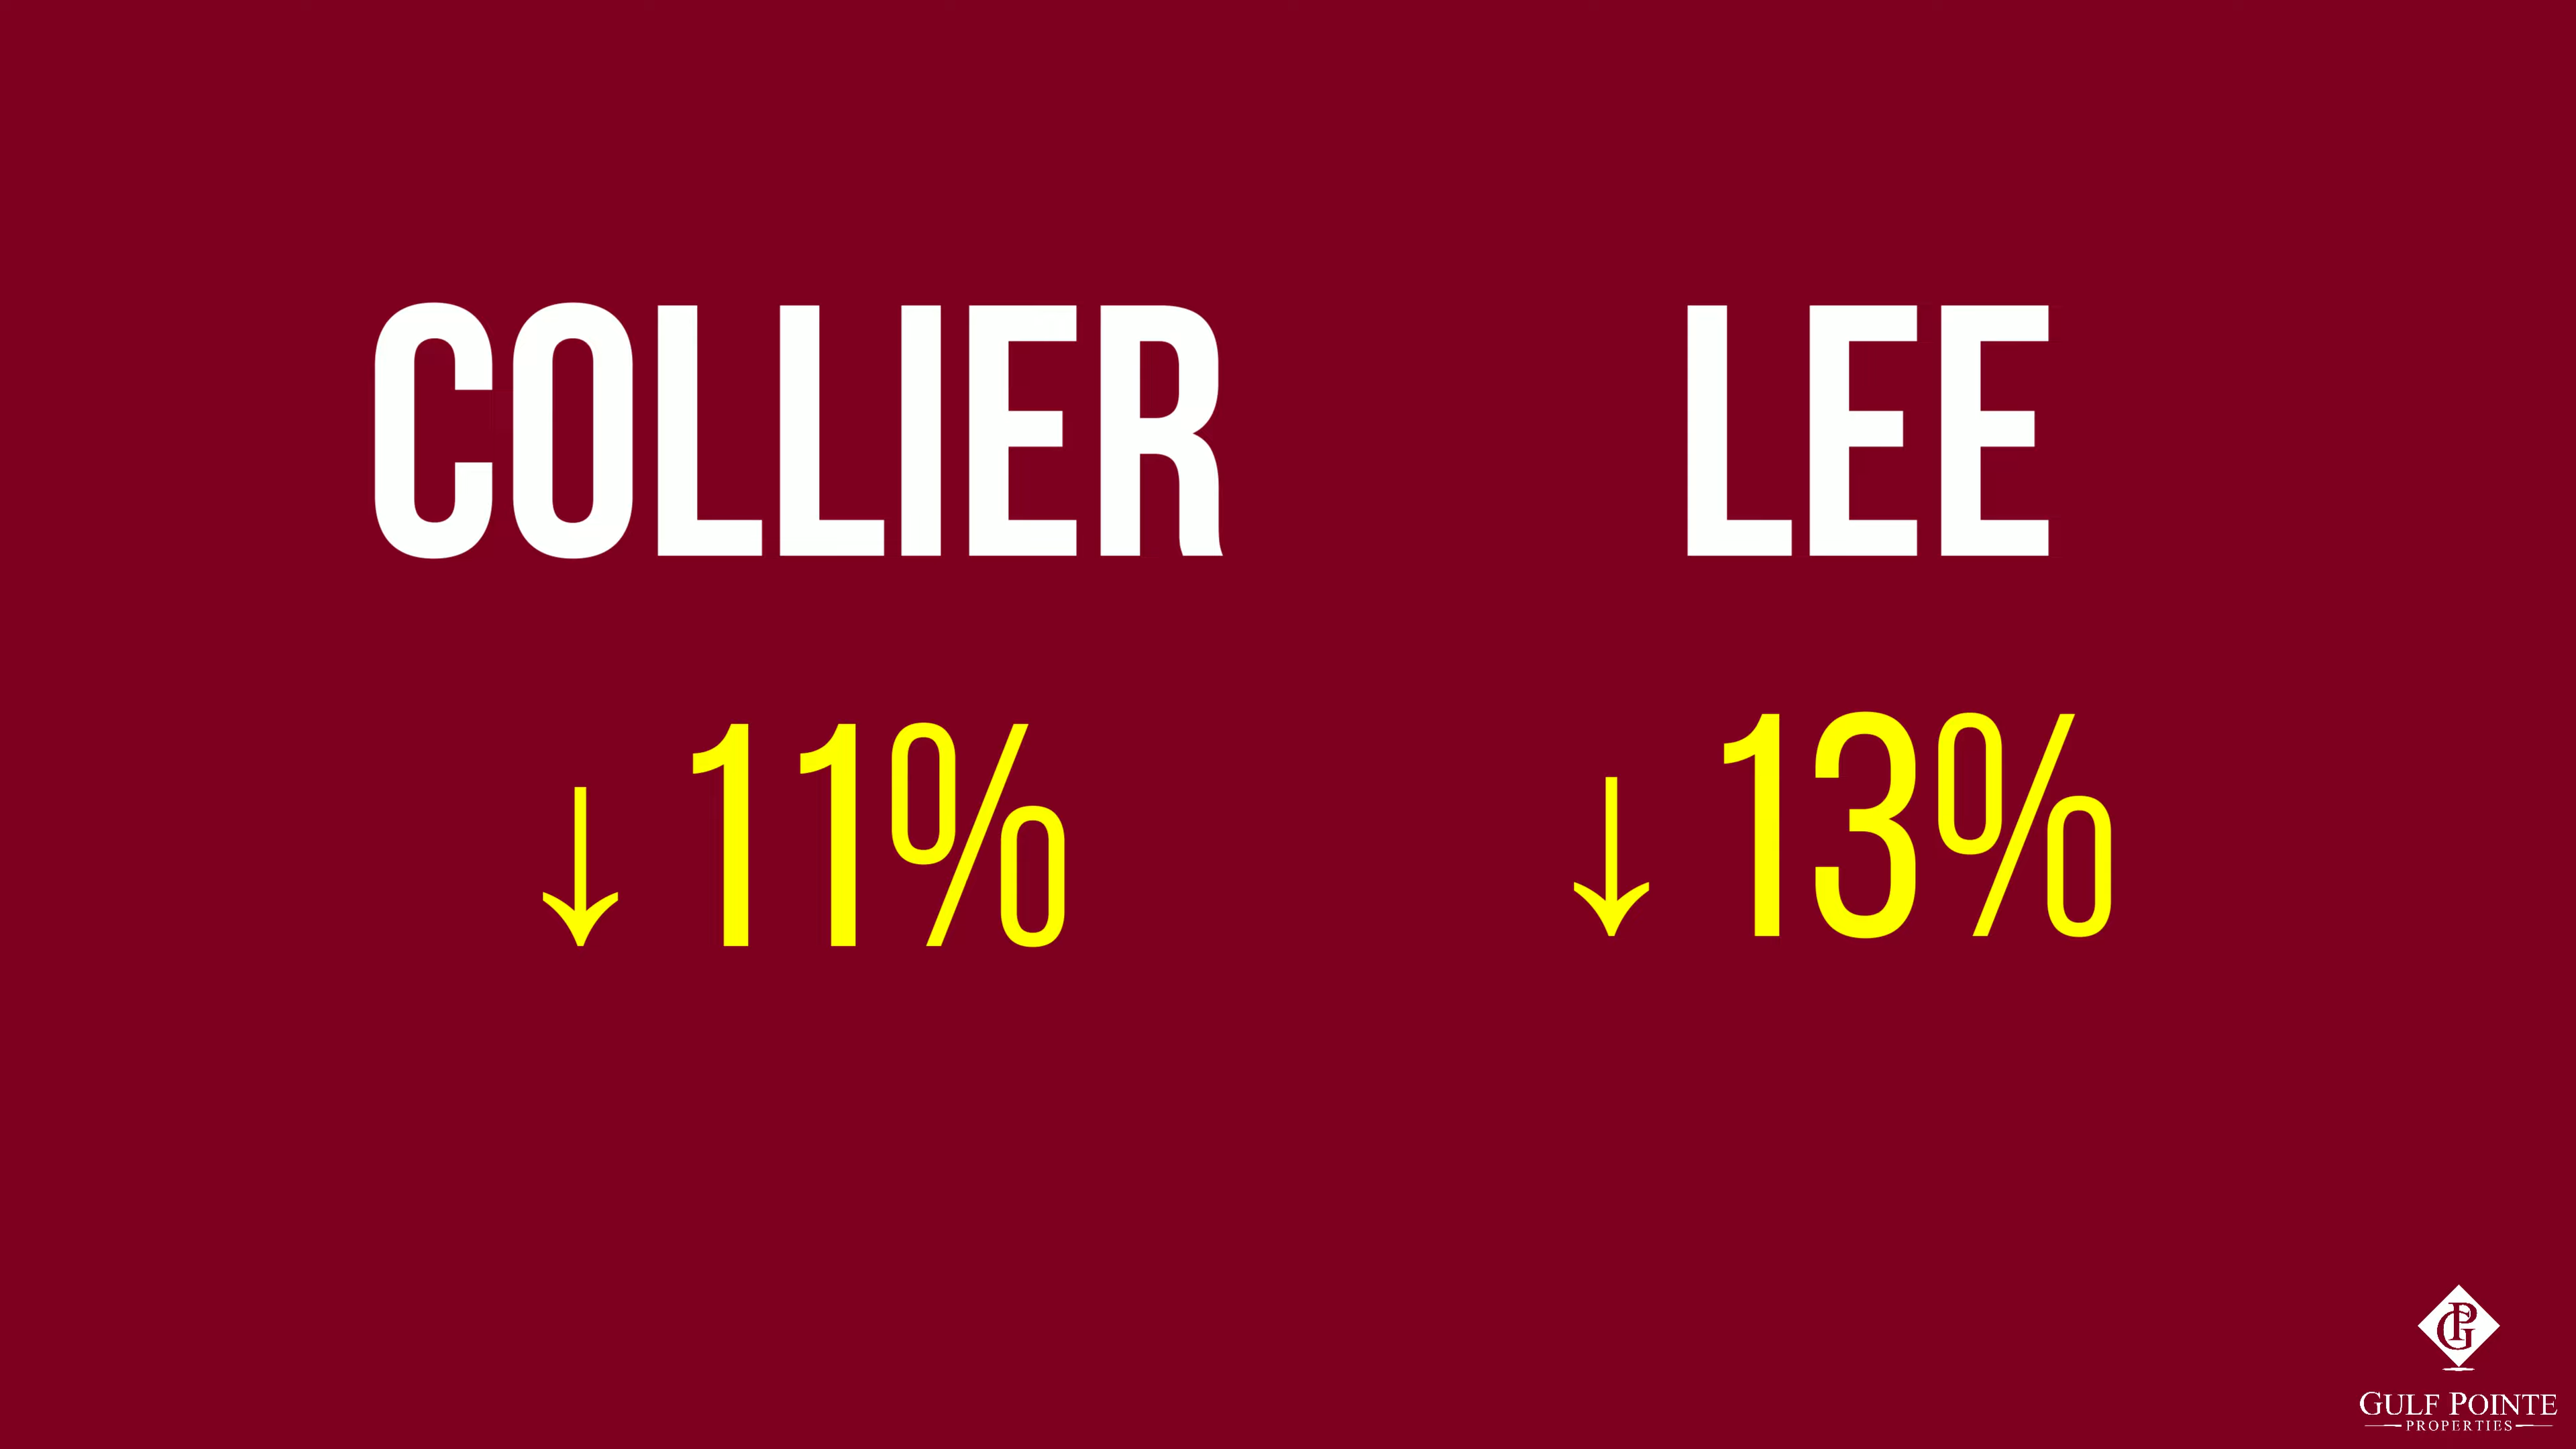 COLLIER
LEE
↓ 11%
↓ 13%
GULF POINTE
PROPERTIES